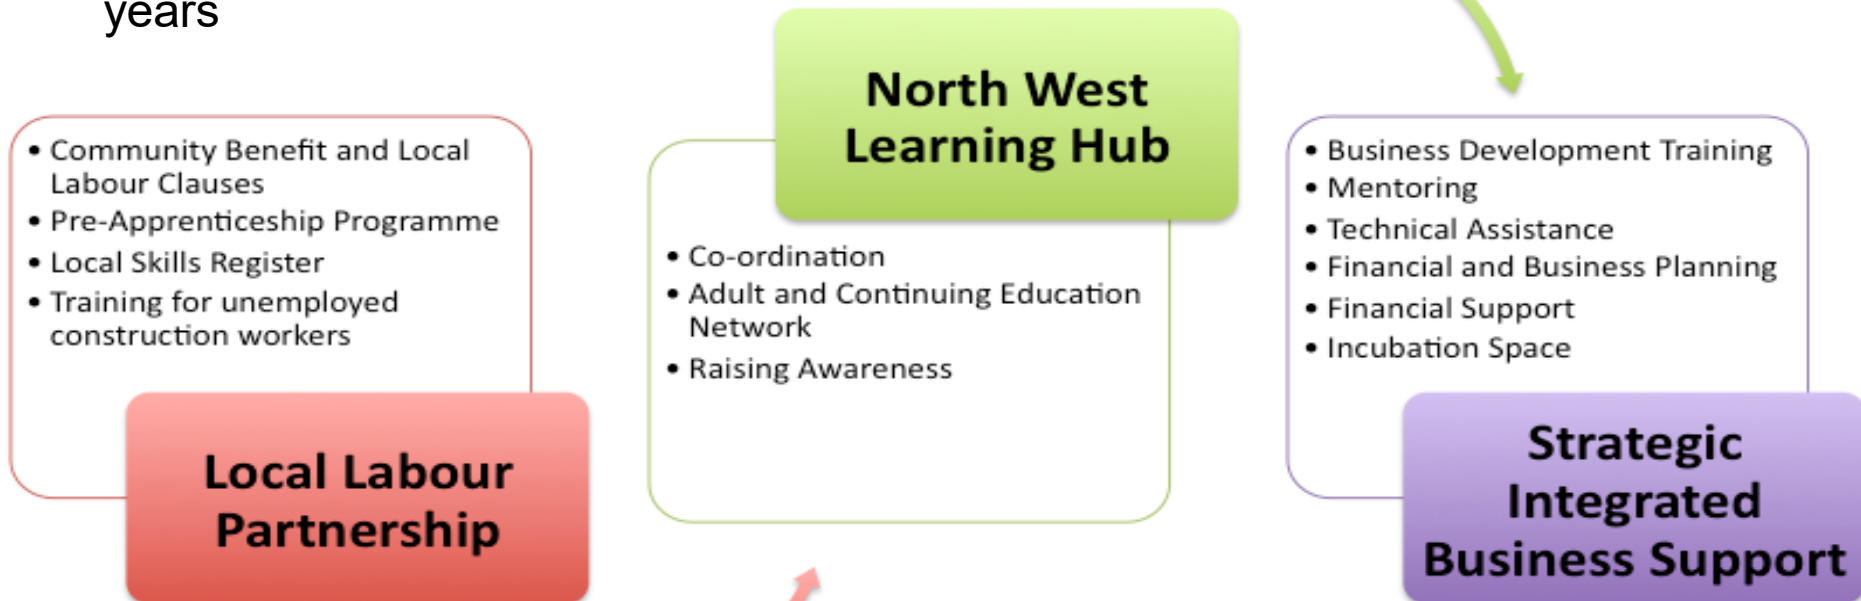 years
• Community Benefit and Local
Labour Clauses
• Pre-Apprenticeship Programme
• Local Skills Register
• Training for unemployed
construction workers
Local Labour
Partnership
North West
Learning Hub
• Co-ordination
• Adult and Continuing Education
Network
• Raising Awareness
• Business Development Training
• Mentoring
• Technical Assistance
• Financial and Business Planning
• Financial Support
• Incubation Space
Strategic
Integrated
Business Support